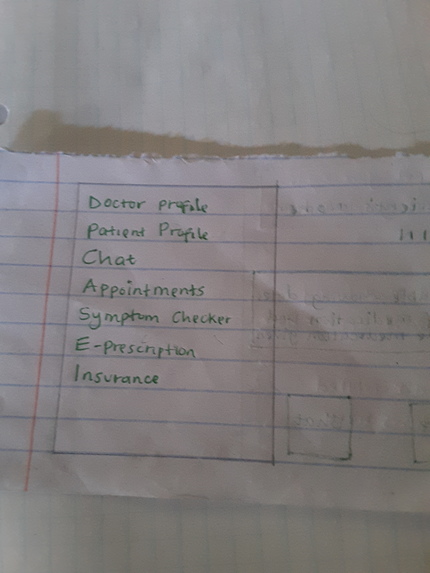 Doctor Profile
Patient Profile
Chat
Appointments
Symptom Checker
E-Prescription
Insurance